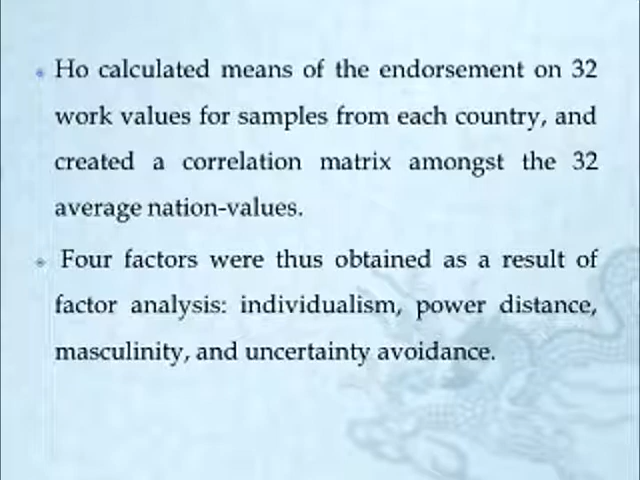 Ho calculated means of the endorsement on 32
work values for samples from each country, and
created a correlation matrix amongst the 32
average nation-values.
Four factors were thus obtained as a result of
factor analysis: individualism, power distance,
masculinity, and uncertainty avoidance.